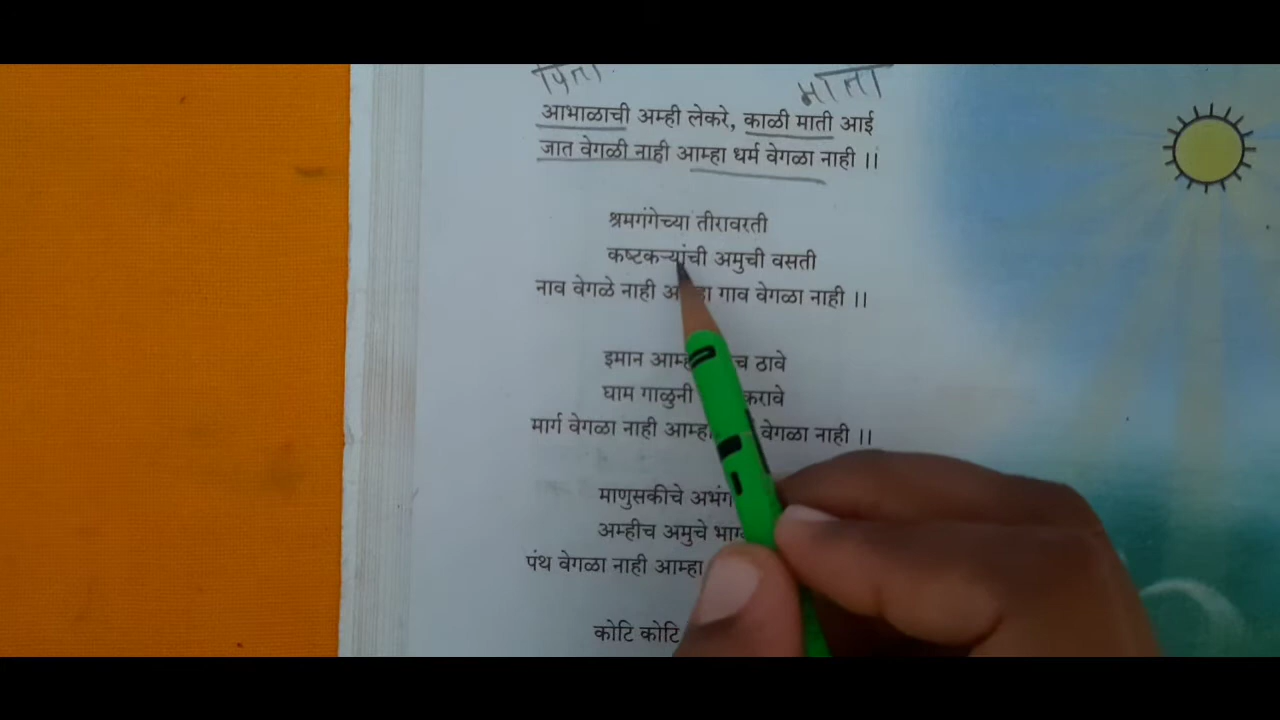 पिता माता
आभाळाची अम्ही लेकरे, काळी माती आई
जात वेगळी नाही आम्हा धर्म वेगळा नाही ।।
श्रमगंगेच्या तीरावरती
कष्टकऱ्यांची अमुची वसती
नाव वेगळे नाही गाव वेगळा नाही ।।
इमान ठावे
घाम गाळुनी करावे
मार्ग वेगळा नाही आम्हा वेगळा नाही ।।
माणुसकीचे अभंग
अम्हीच अमुचे
पंथ वेगळा नाही आम्हा
कोटि कोटि